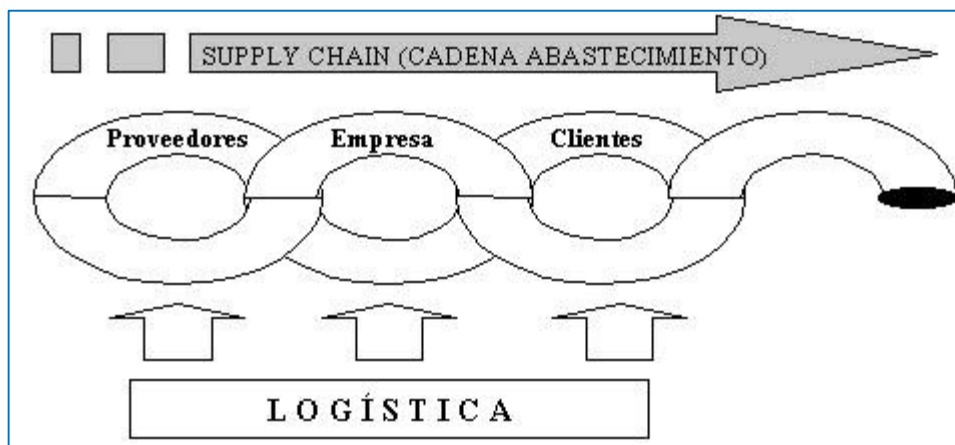 SUPPLY CHAIN (CADENA ABASTECIMIENTO)
Proveedores Empresa Clientes
LOGÍSTICA